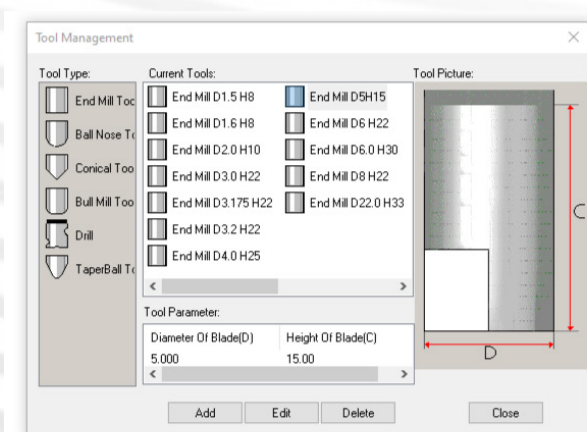 Tool Management
Tool Type:
End Mill Too
Ball Nose To
Conical Too
Bull Mill Too
Drill
TaperBall To
Current Tools:
End Mill D1.5 H8
End Mill D1.6 H8
End Mill D2.0 H10
End Mill D3.0 H22
End Mill D3.175 H22
End Mill D3.2 H22
End Mill D4.0 H25
End Mill D5H15
End Mill D6 H22
End Mill D6.0 H30
End Mill D8 H22
End Mill D22.0 H33
Tool Parameter:
Diameter Of Blade(D) Height Of Blade(C)
5.000 15.00
Tool Picture:
C
D
Add Edit Delete Close